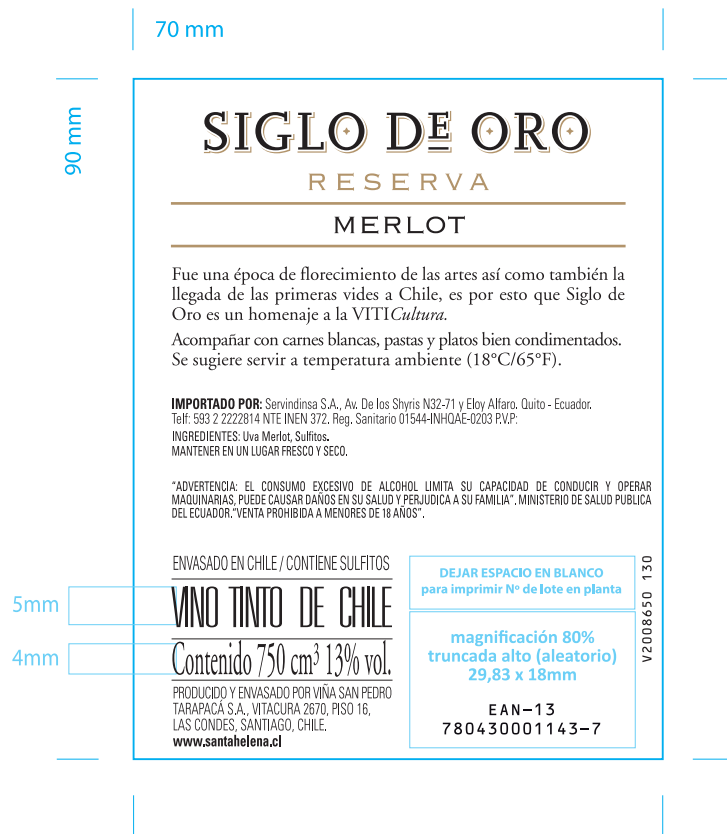 70 mm
90 mm
SIGLO DE ORO
RESERVA
MERLOT
Fue una época de florecimiento de las artes así como también la
llegada de las primeras vides a Chile, es por esto que Siglo de
Oro es un homenaje a la VITICultura.
Acompañar con carnes blancas, pastas y platos bien condimentados.
Se sugiere servir a temperatura ambiente (18°C/65°F).
IMPORTADO POR: Servindinsa S.A., Av. De los Shyris N32-71 y Eloy Alfaro. Quito - Ecuador.
Telf: 593 2 2222814 NTE INEN 372. Reg. Sanitario 01544-INHQAE-0203 P.V.P:
INGREDIENTES: Uva Merlot, Sulfitos.
MANTENER EN UN LUGAR FRESCO Y SECO.
“ADVERTENCIA: EL CONSUMO EXCESIVO DE ALCOHOL LIMITA SU CAPACIDAD DE CONDUCIR Y OPERAR
MAQUINARIAS, PUEDE CAUSAR DAÑOS EN SU SALUD Y PERJUDICA A SU FAMILIA”. MINISTERIO DE SALUD PUBLICA
DEL ECUADOR.“VENTA PROHIBIDA A MENORES DE 18 AÑOS”.
ENVASADO EN CHILE / CONTIENE SULFITOS
5mm
VINO TINTO DE CHILE
4mm
Contenido 750 cm³ 13% vol.
PRODUCIDO Y ENVASADO POR VIÑA SAN PEDRO
TARAPACÁ S.A., VITACURA 2670, PISO 16,
LAS CONDES, SANTIAGO, CHILE.
www.santahelena.cl
DEJAR ESPACIO EN BLANCO
para imprimir Nº de lote en planta
magnificación 80%
truncada alto (aleatorio)
29,83 x 18mm
EAN-13
780430001143-7
V2008650 130